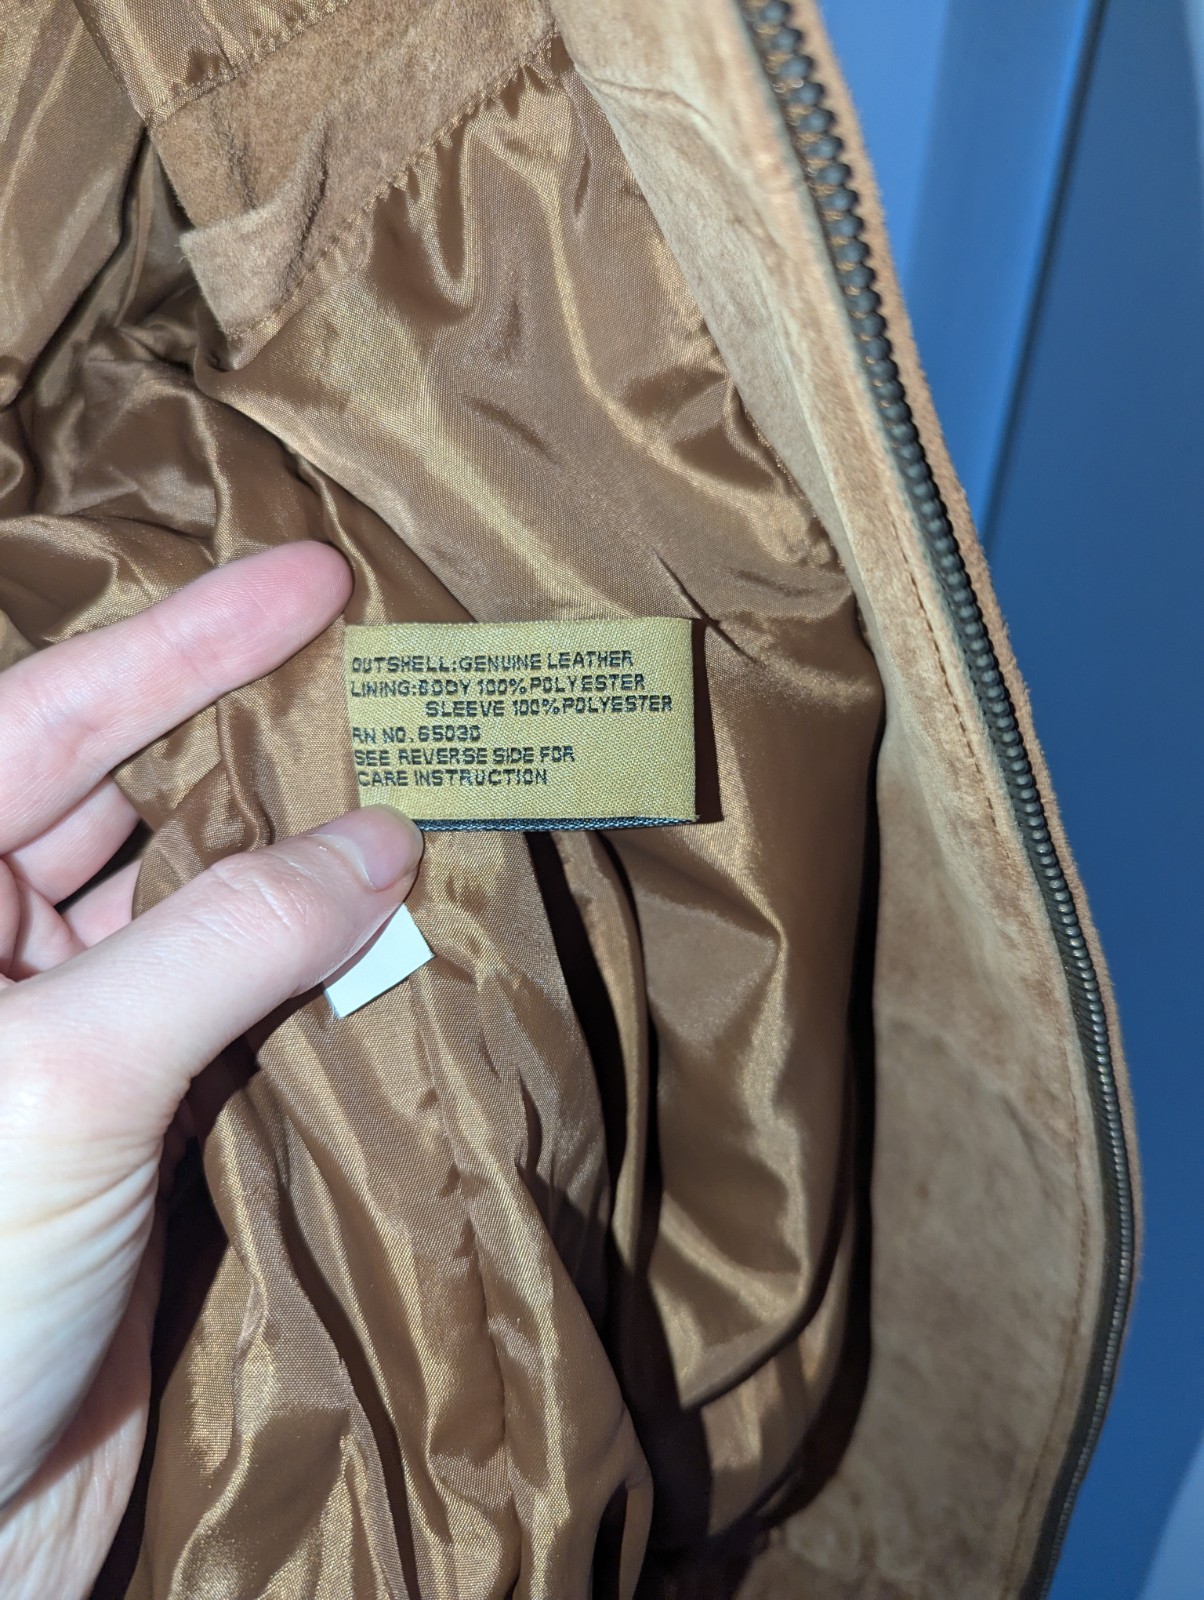 OUTSHELL:GENUINE LEATHER
LINING:BODY 100%POLYESTER
SLEEVE 100%POLYESTER
RN NO.65030
SEE REVERSE SIDE FOR
CARE INSTRUCTION